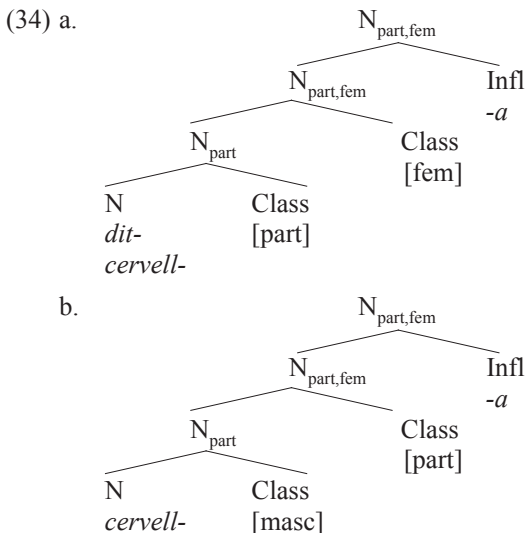 (34) a. N part,fem
N part,fem Infl
-a
N part Class
[fem]
N Class
dit- [part]
cervell-
b. N part,fem
N part,fem Infl
-a
N part Class
[part]
N Class
cervell- [masc]